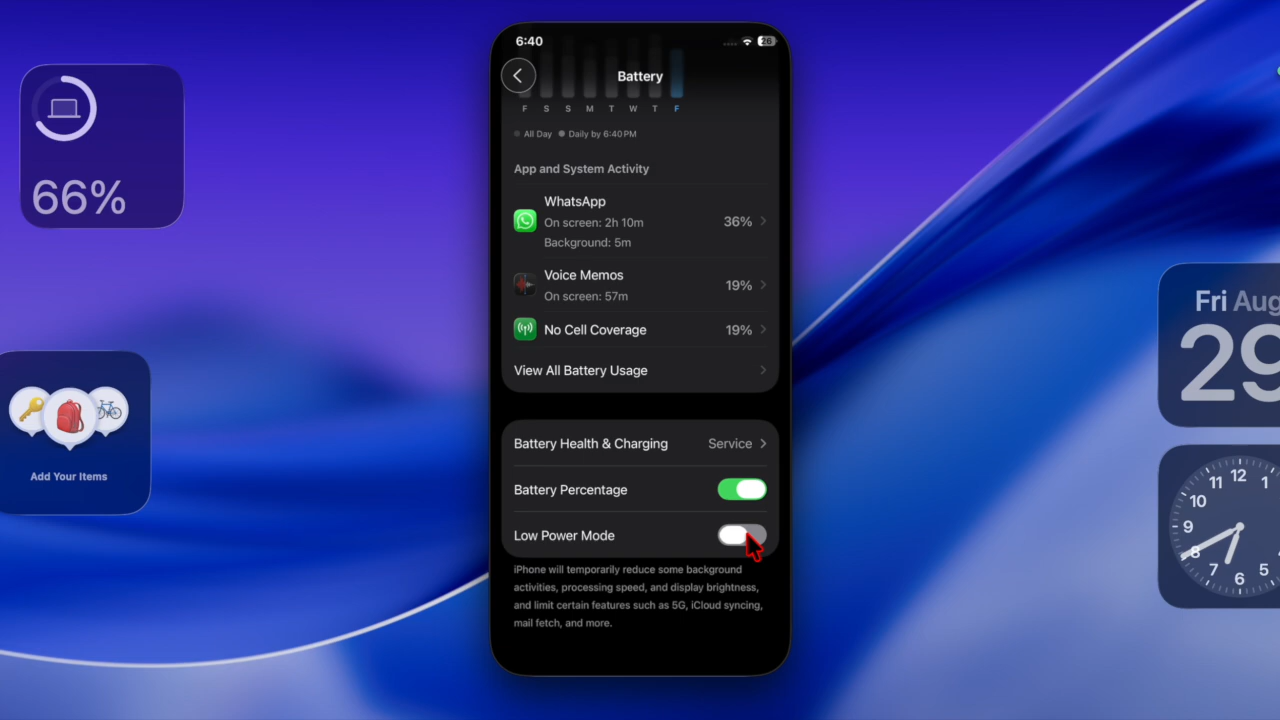 6:40
26
Battery
F S S M T W T F
All Day Daily by 6:40 PM
App and System Activity
WhatsApp
On screen: 2h 10m
Background: 5m
36%
Voice Memos
On screen: 57m
19%
No Cell Coverage
19%
View All Battery Usage
Battery Health & Charging
Service
Battery Percentage
Low Power Mode
iPhone will temporarily reduce some background
activities, processing speed, and display brightness,
and limit certain features such as 5G, iCloud syncing,
mail fetch, and more.
66%
Add Your Items
Fri Aug
29
11 12 1
10
9
8
7 6 5